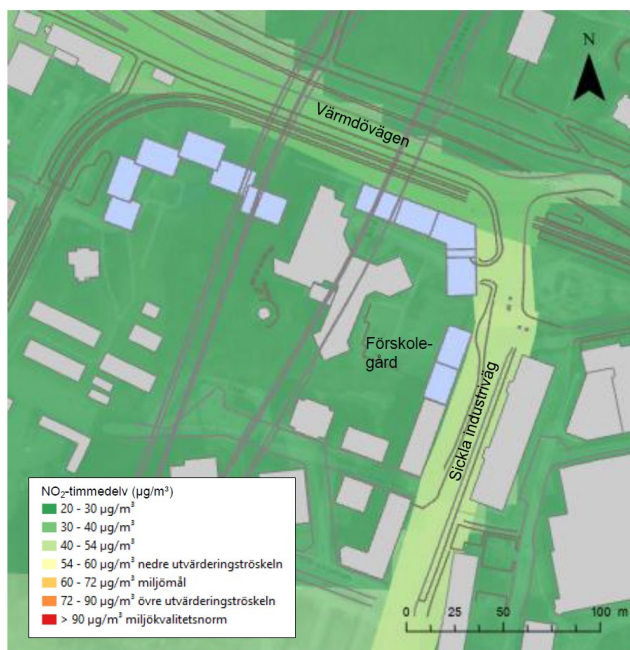 N
Värmdövägen
Förskole-
gård
Sickla industriväg
NO₂-timmedelv (µg/m³)
20 - 30 µg/m³
30 - 40 µg/m³
40 - 54 µg/m³
54 - 60 µg/m³ nedre utvärderingströskeln
60 - 72 µg/m³ miljömål
72 - 90 µg/m³ övre utvärderingströskeln
> 90 µg/m³ miljökvalitetsnorm
0 25 50 100 m